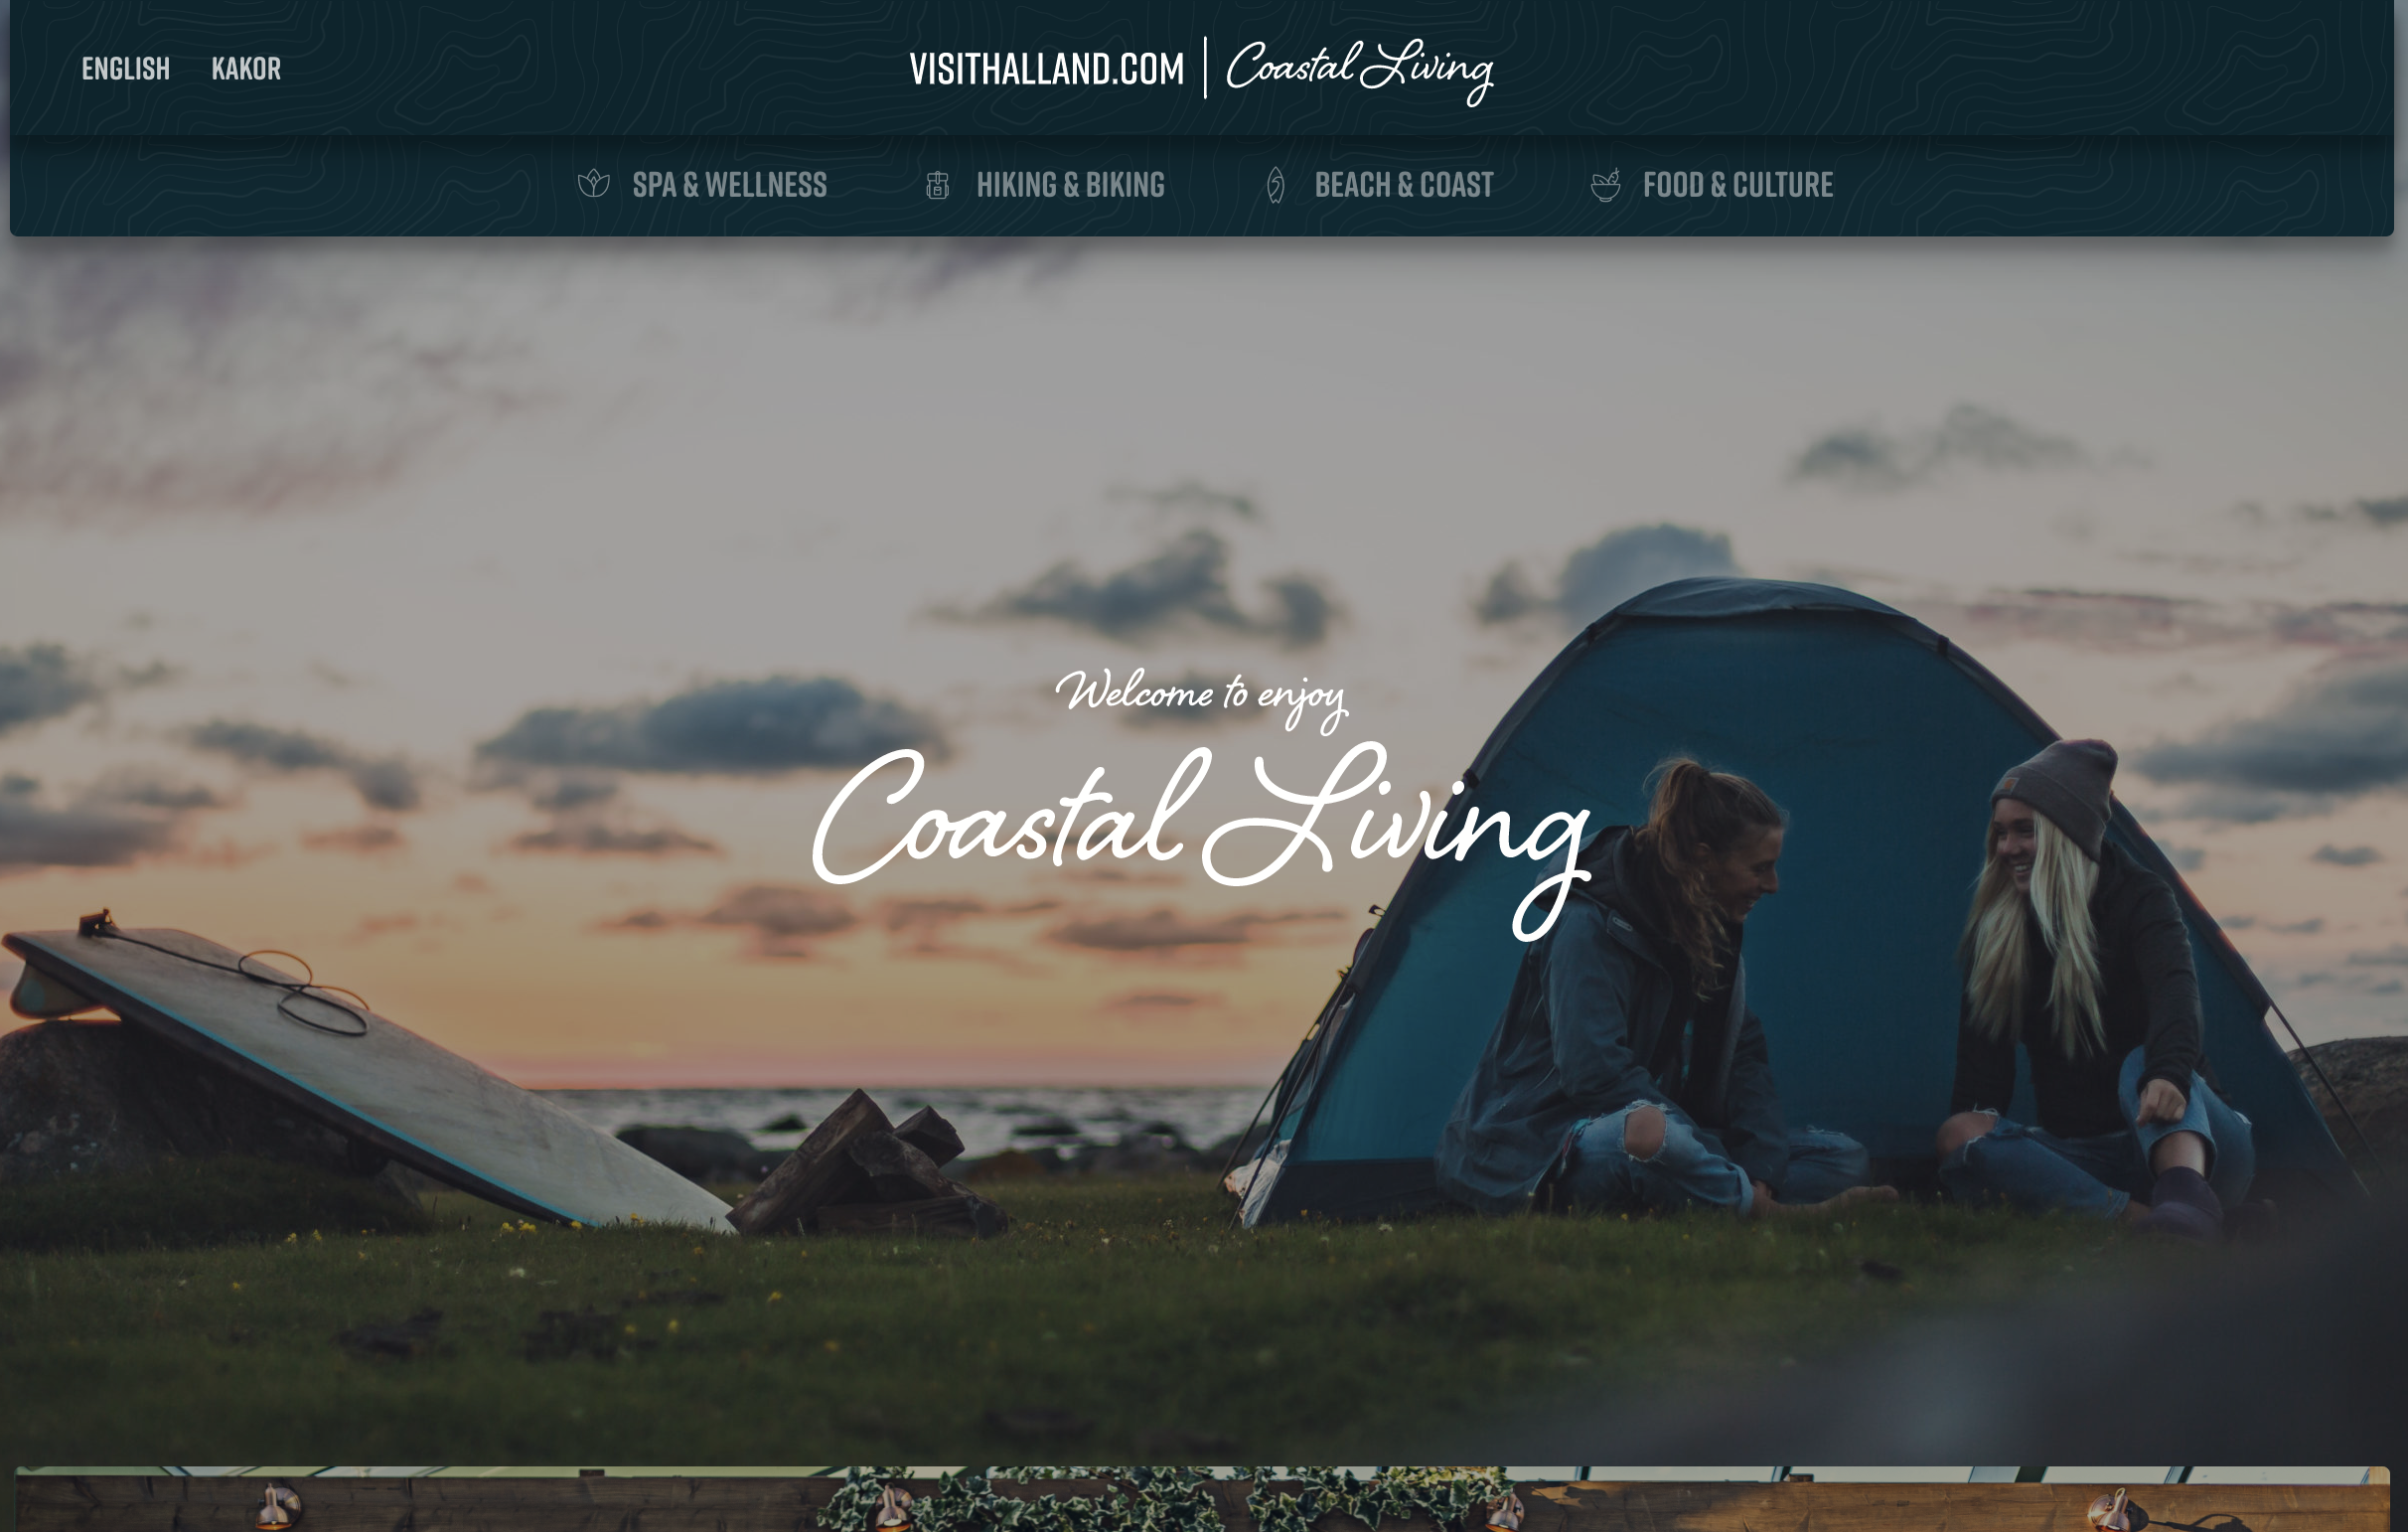 ENGLISH KAKOR VISITHALLAND.COM | Coastal Living
SPA & WELLNESS HIKING & BIKING BEACH & COAST FOOD & CULTURE
Welcome to enjoy
Coastal Living